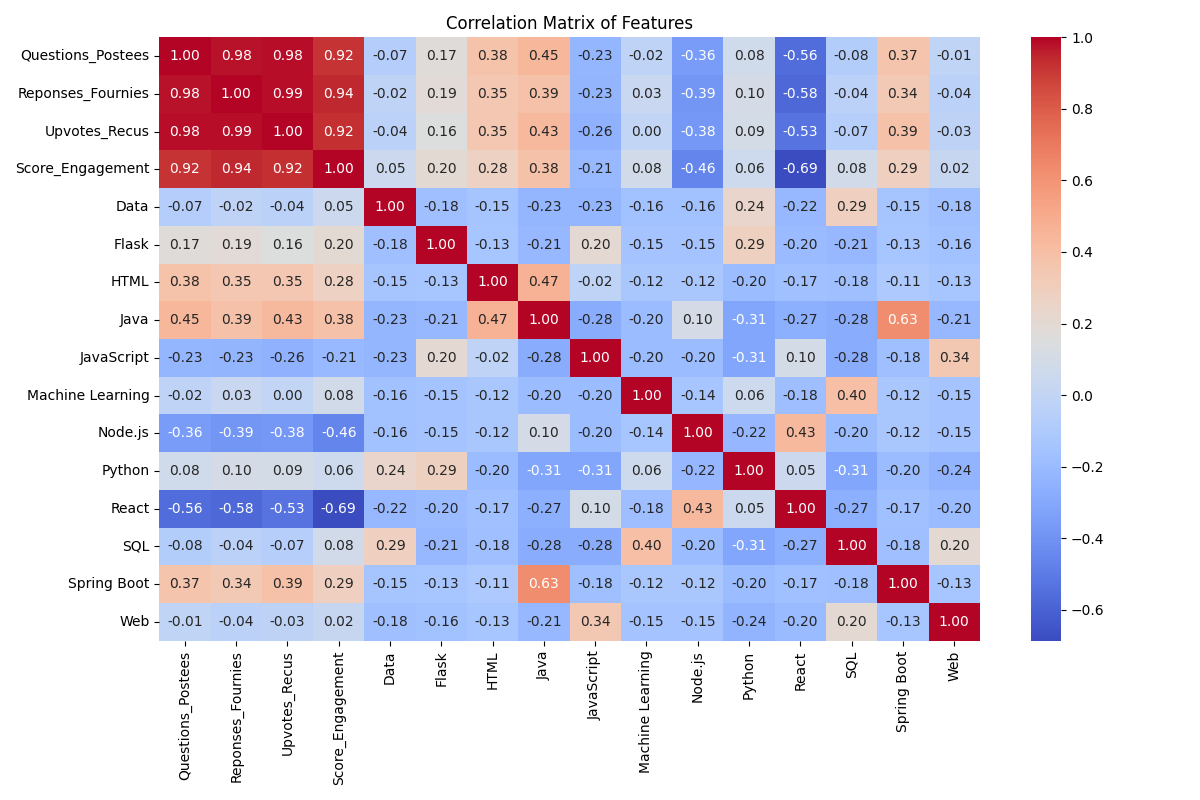 Correlation Matrix of Features
Questions_Postees 1.00 0.98 0.98 0.92 -0.07 0.17 0.38 0.45 -0.23 -0.02 -0.36 0.08 -0.56 -0.08 0.37 -0.01
Reponses_Fournies 0.98 1.00 0.99 0.94 -0.02 0.19 0.35 0.39 -0.23 0.03 -0.39 0.10 -0.58 -0.04 0.34 -0.04
Upvotes_Recus 0.98 0.99 1.00 0.92 -0.04 0.16 0.35 0.43 -0.26 0.00 -0.38 0.09 -0.53 -0.07 0.39 -0.03
Score_Engagement 0.92 0.94 0.92 1.00 0.05 0.20 0.28 0.38 -0.21 0.08 -0.46 0.06 -0.69 0.08 0.29 0.02
Data -0.07 -0.02 -0.04 0.05 1.00 -0.18 -0.15 -0.23 -0.23 -0.16 -0.16 0.24 -0.22 0.29 -0.15 -0.18
Flask 0.17 0.19 0.16 0.20 -0.18 1.00 -0.13 -0.21 0.20 -0.15 -0.15 0.29 -0.20 -0.21 -0.13 -0.16
HTML 0.38 0.35 0.35 0.28 -0.15 -0.13 1.00 0.47 -0.02 -0.12 -0.12 -0.20 -0.17 -0.18 -0.11 -0.13
Java 0.45 0.39 0.43 0.38 -0.23 -0.21 0.47 1.00 -0.28 -0.20 0.10 -0.31 -0.27 -0.28 0.63 -0.21
JavaScript -0.23 -0.23 -0.26 -0.21 -0.23 0.20 -0.02 -0.28 1.00 -0.20 -0.20 -0.31 0.10 -0.28 -0.18 0.34
Machine Learning -0.02 0.03 0.00 0.08 -0.16 -0.15 -0.12 -0.20 -0.20 1.00 -0.14 0.06 -0.18 0.40 -0.12 -0.15
Node.js -0.36 -0.39 -0.38 -0.46 -0.16 -0.15 -0.12 0.10 -0.20 -0.14 1.00 -0.22 0.43 -0.20 -0.12 -0.15
Python 0.08 0.10 0.09 0.06 0.24 0.29 -0.20 -0.31 -0.31 0.06 -0.22 1.00 0.05 -0.31 -0.20 -0.24
React -0.56 -0.58 -0.53 -0.69 -0.22 -0.20 -0.17 -0.27 0.10 -0.18 0.43 0.05 1.00 -0.27 -0.17 -0.20
SQL -0.08 -0.04 -0.07 0.08 0.29 -0.21 -0.18 -0.28 -0.28 0.40 -0.20 -0.31 -0.27 1.00 -0.18 0.20
Spring Boot 0.37 0.34 0.39 0.29 -0.15 -0.13 -0.11 0.63 -0.18 -0.12 -0.12 -0.20 -0.17 -0.18 1.00 -0.13
Web -0.01 -0.04 -0.03 0.02 -0.18 -0.16 -0.13 -0.21 0.34 -0.15 -0.15 -0.24 -0.20 0.20 -0.13 1.00
Questions_Postees
Reponses_Fournies
Upvotes_Recus
Score_Engagement
Data
Flask
HTML
Java
JavaScript
Machine Learning
Node.js
Python
React
SQL
Spring Boot
Web
1.0
0.8
0.6
0.4
0.2
0.0
−0.2
−0.4
−0.6